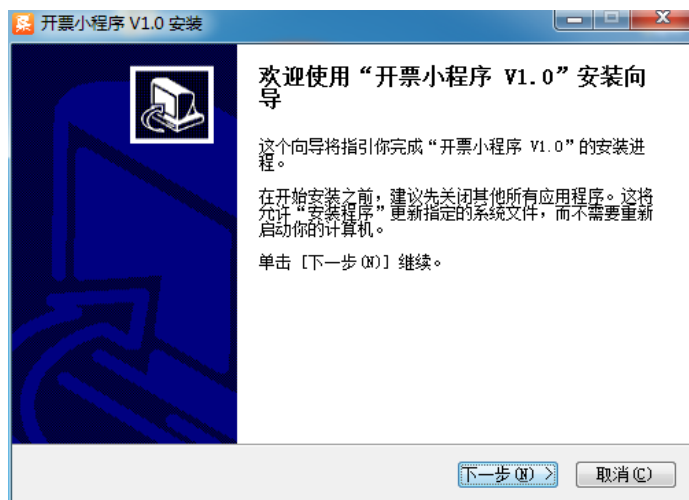 开票小程序 V1.0 安装
欢迎使用“开票小程序 V1.0”安装向
导
这个向导将指引你完成“开票小程序 V1.0”的安装进
程。
在开始安装之前，建议先关闭其他所有应用程序。这将
允许“安装程序”更新指定的系统文件，而不需要重新
启动你的计算机。
单击 [下一步(N)] 继续。
下一步(N) >
取消(C)